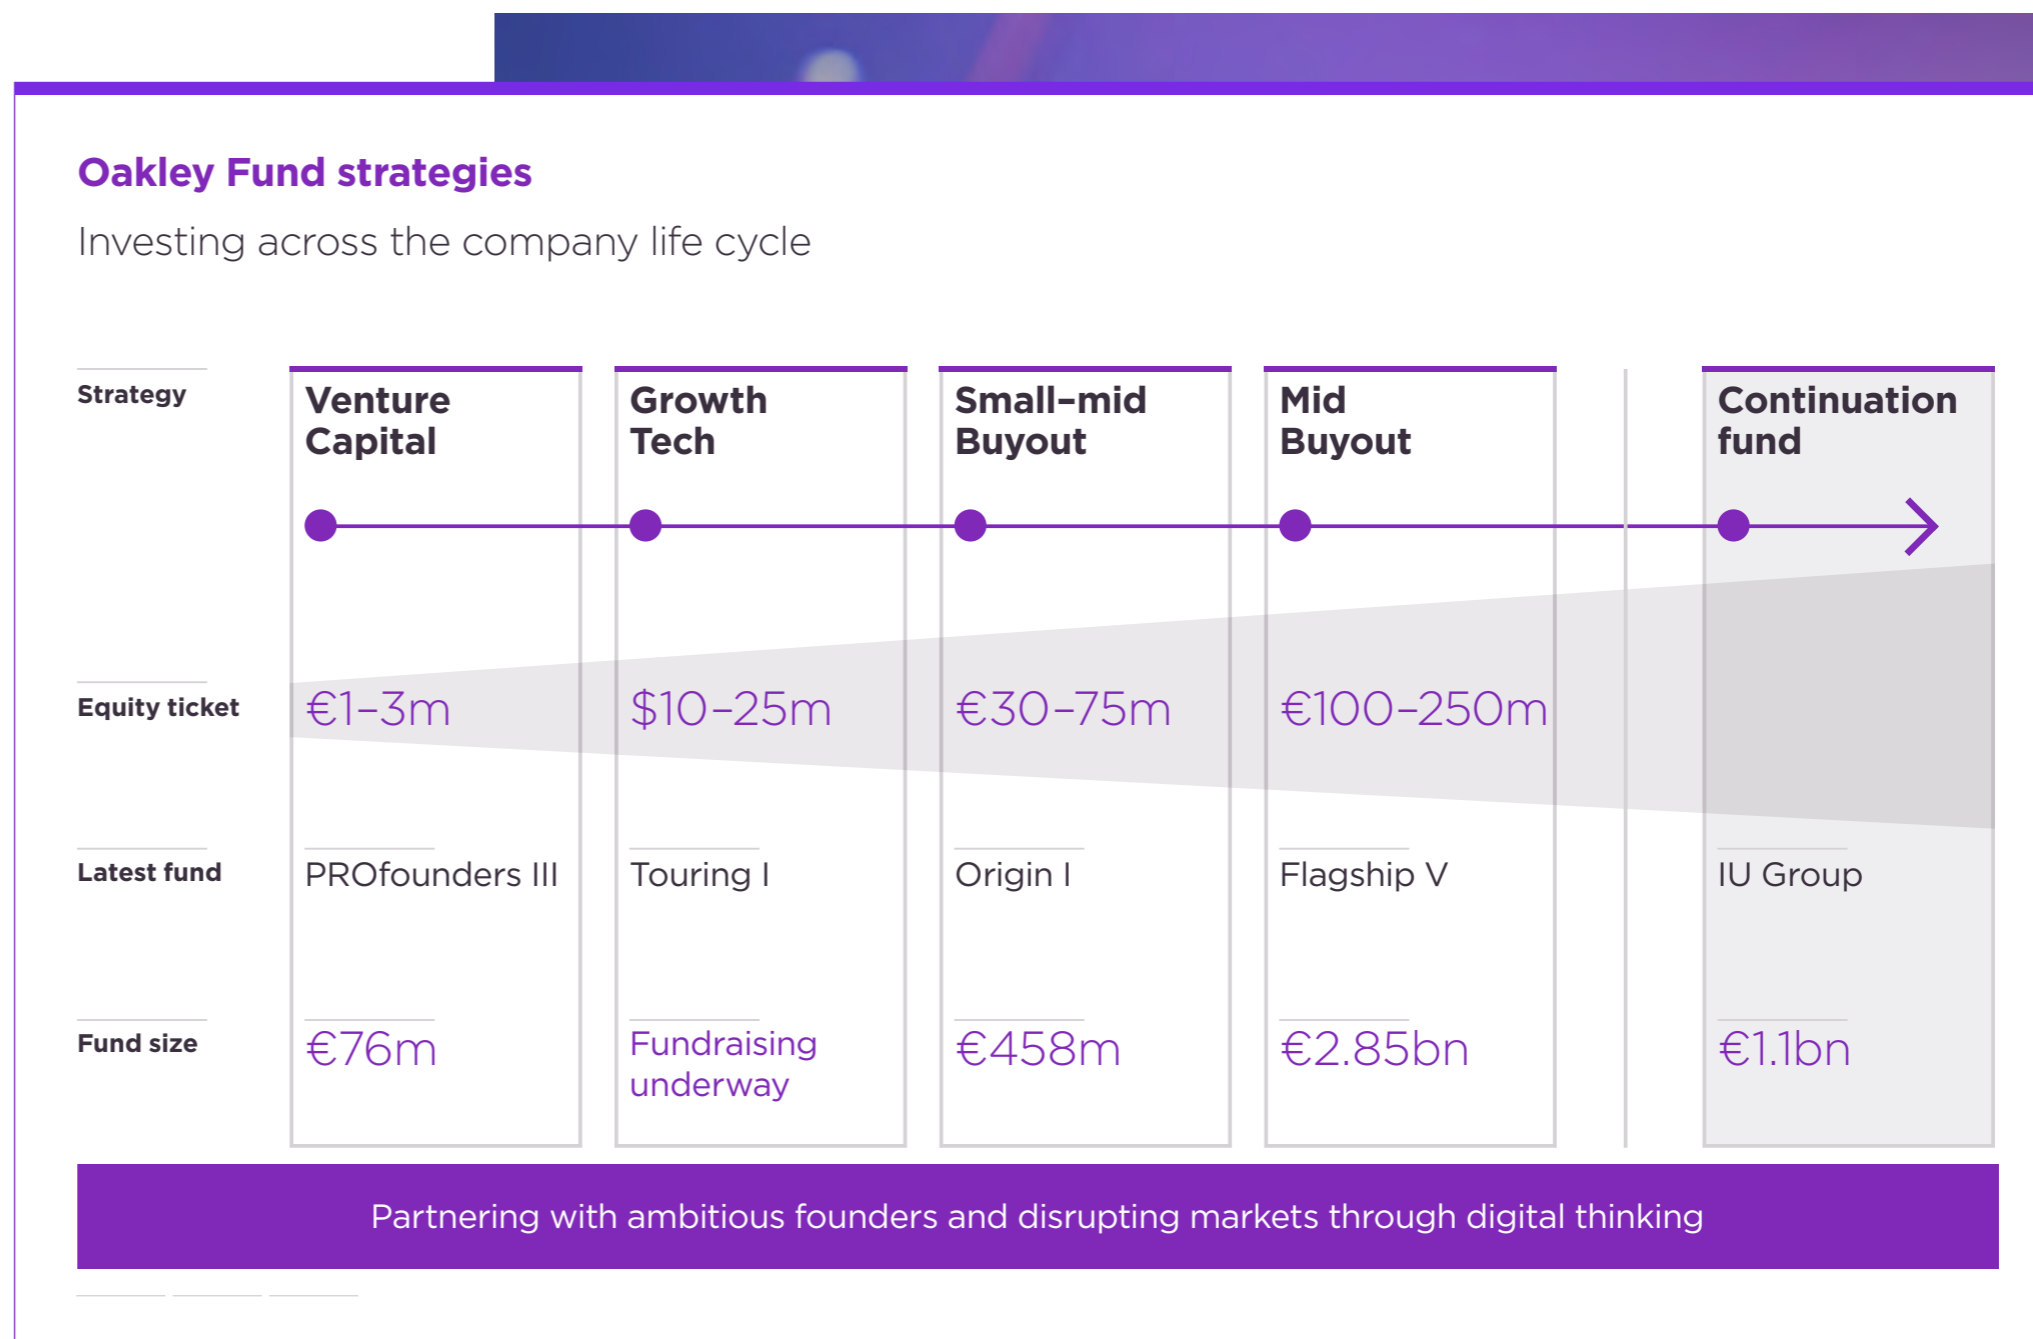 Oakley Fund strategies
Investing across the company life cycle
Strategy
Venture
Capital
Growth
Tech
Small–mid
Buyout
Mid
Buyout
Continuation
fund
Equity ticket
€1–3m
$10–25m
€30–75m
€100–250m
Latest fund
PROfounders III
Touring I
Origin I
Flagship V
IU Group
Fund size
€76m
Fundraising
underway
€458m
€2.85bn
€1.1bn
Partnering with ambitious founders and disrupting markets through digital thinking